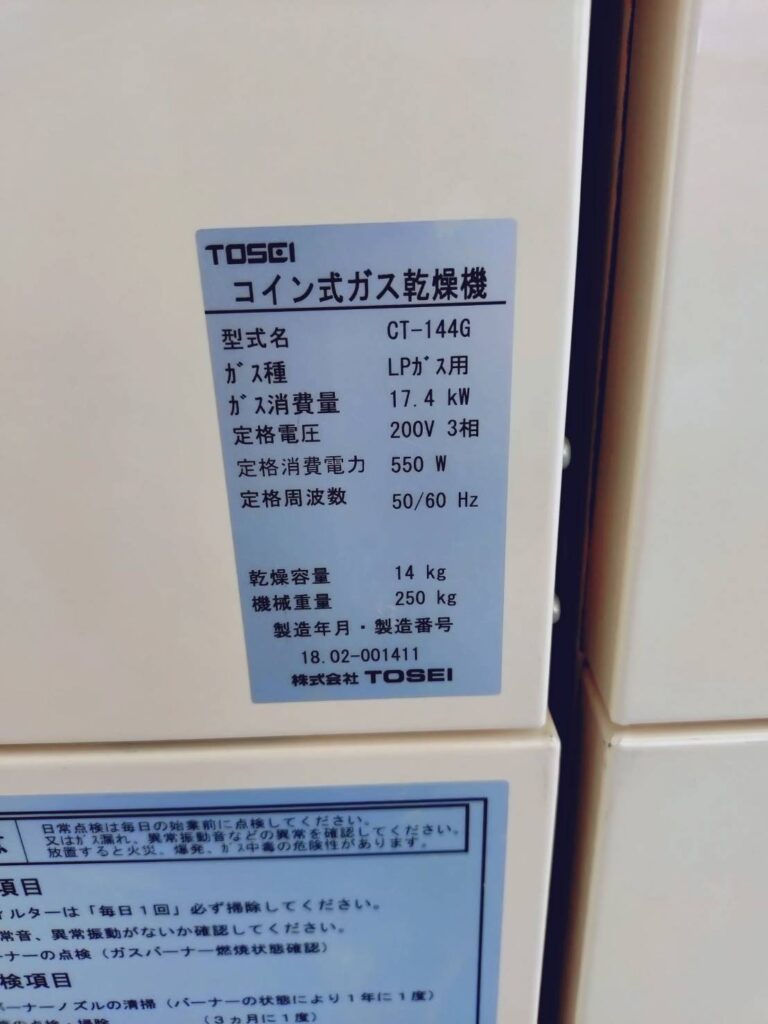 TOSEI
コイン式ガス乾燥機
型式名 CT-144G
ガス種 LPガス用
ガス消費量 17.4 kW
定格電圧 200V 3相
定格消費電力 550 W
定格周波数 50/60 Hz
乾燥容量 14 kg
機械重量 250 kg
製造年月・製造番号
18.02-001411
株式会社 TOSEI
日常点検は毎日の始業前に点検してください。
又はガス漏れ、異常振動音などの異常を確認してください。
放置すると火災、爆発、ガス中毒の危険性があります。
項目
ィルターは「毎日1回」必ず掃除してください。
常音、異常振動がないか確認してください。
ーナーの点検(ガスバーナー燃焼状態確認)
検項目
バーナーノズルの清掃(バーナーの状態により1年に1度)
の点検・掃除 (3ヵ月に1度)